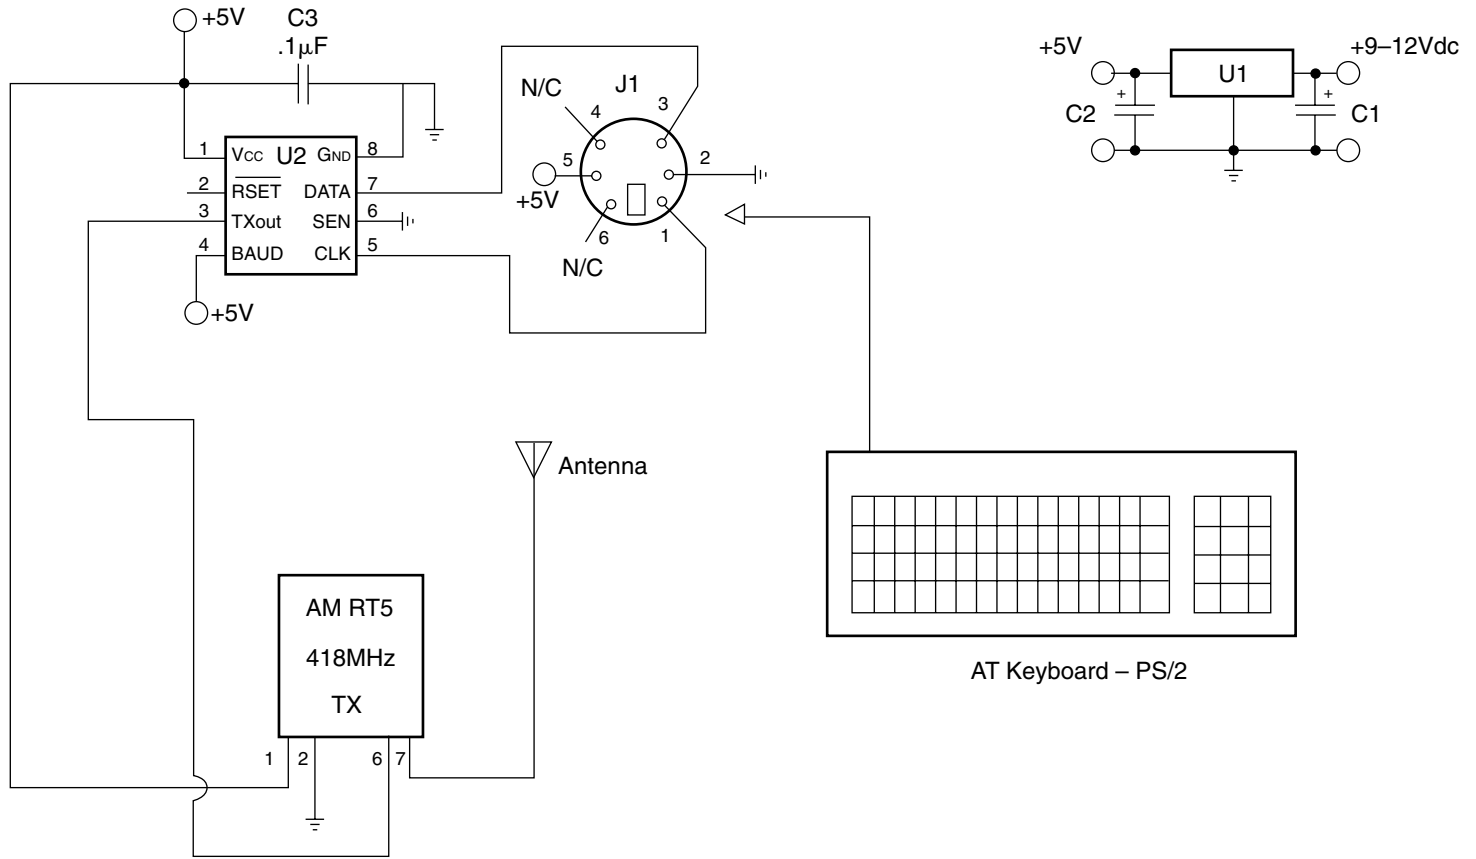 +5V
C3
.1µF
N/C
J1
4
3
5
2
+5V
6
1
N/C
1
VCC
U2
GND
8
2
RSET
DATA
7
3
TXout
SEN
6
4
BAUD
CLK
5
+5V
+5V
+9–12Vdc
U1
+
+
C2
C1
Antenna
AM RT5
418MHz
TX
1
2
6
7
AT Keyboard – PS/2